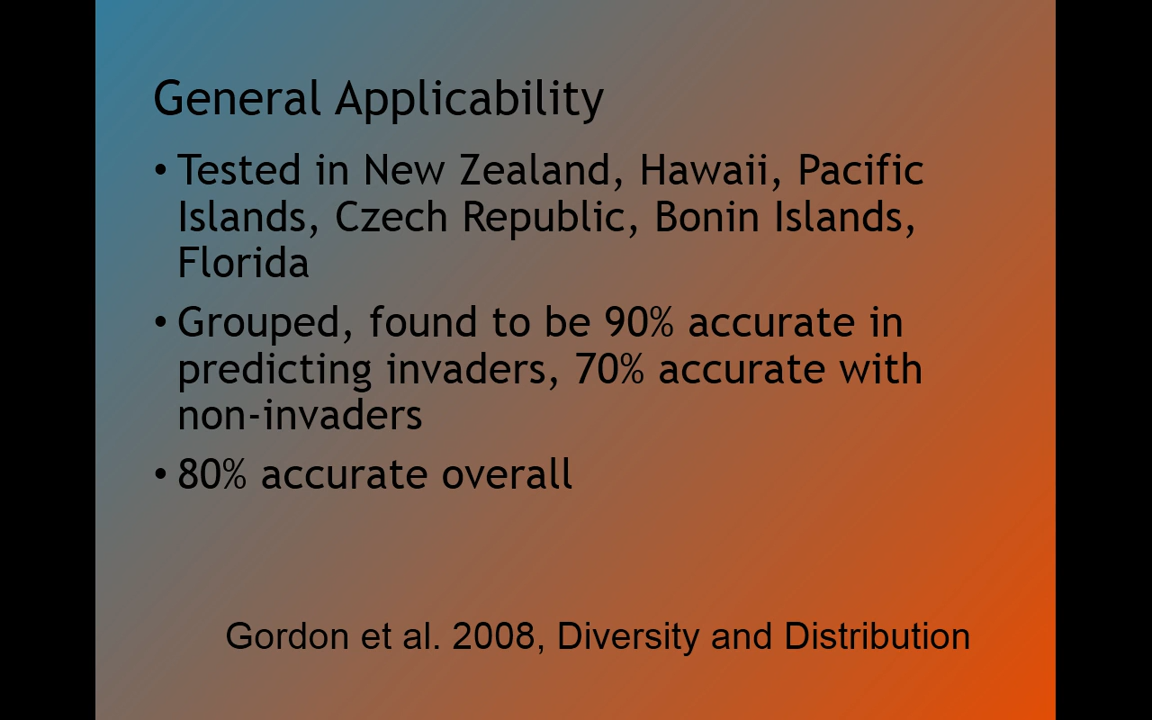 General Applicability
• Tested in New Zealand, Hawaii, Pacific
Islands, Czech Republic, Bonin Islands,
Florida
• Grouped, found to be 90% accurate in
predicting invaders, 70% accurate with
non-invaders
• 80% accurate overall
Gordon et al. 2008, Diversity and Distribution